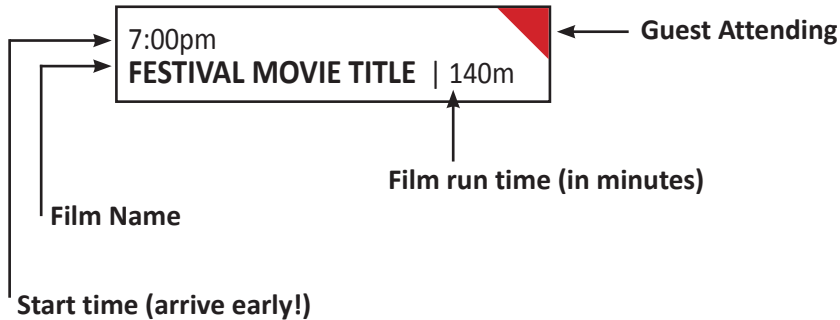 7:00pm
FESTIVAL MOVIE TITLE | 140m
Guest Attending
Film run time (in minutes)
Film Name
Start time (arrive early!)